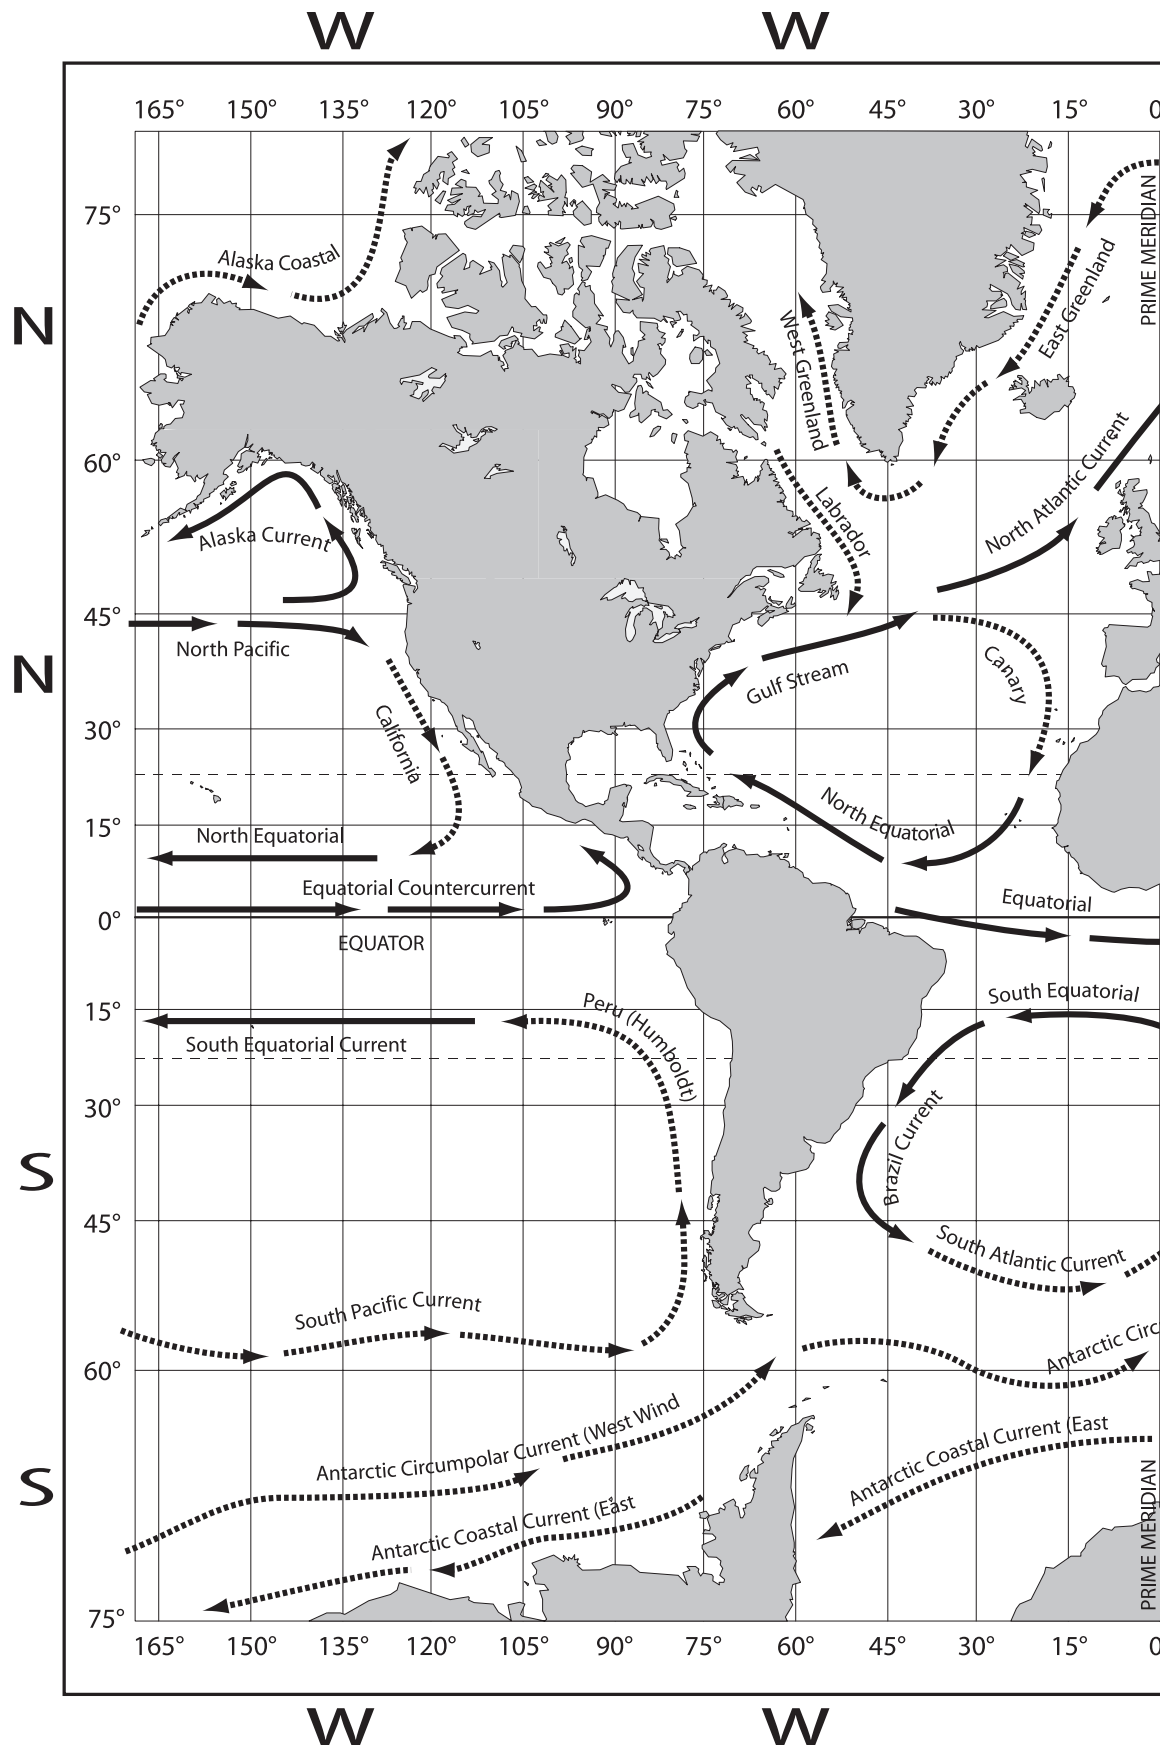 W W
165° 150° 135° 120° 105° 90° 75° 60° 45° 30° 15° 0
75°
PRIME MERIDIAN
Alaska Coastal
East Greenland
N
West Greenland
North Atlantic Current
60°
Labrador
Alaska Current
45°
North Pacific
N
Canary
Gulf Stream
30°
California
15°
North Equatorial
North Equatorial
Equatorial Countercurrent
Equatorial
0°
EQUATOR
15°
South Equatorial
Peru (Humboldt)
South Equatorial Current
30°
Brazil Current
S
45°
South Atlantic Current
South Pacific Current
Antarctic Circ
60°
Antarctic Circumpolar Current (West Wind
Antarctic Coastal Current (East
S
Antarctic Coastal Current (East
PRIME MERIDIAN
75°
165° 150° 135° 120° 105° 90° 75° 60° 45° 30° 15° 0
W W